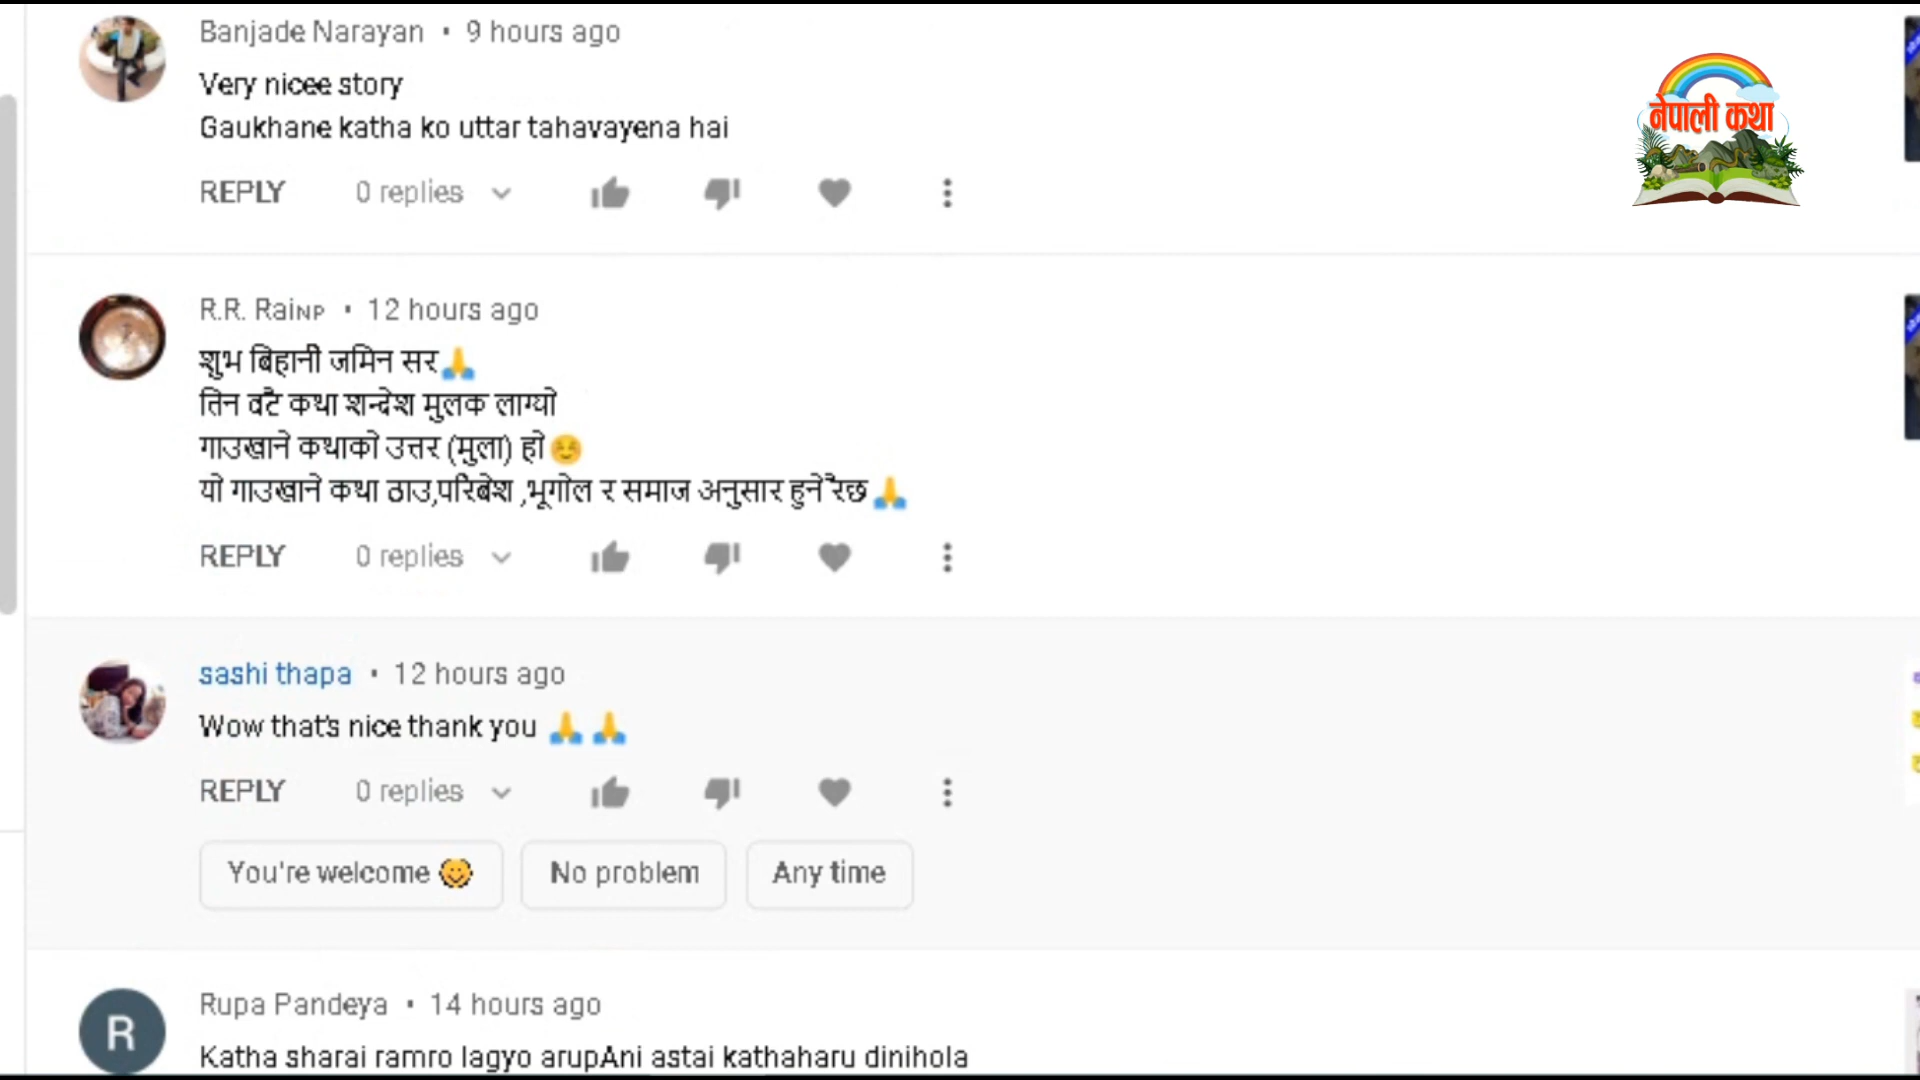 Banjade Narayan • 9 hours ago
Very nicee story
Gaukhane katha ko uttar tahavayena hai
REPLY 0 replies
नेपाली कथा
R.R. RaiNP • 12 hours ago
शुभ बिहानी जमिन सर🙏
तिन वटै कथा शन्देश मुलक लाग्यो
गाउखाने कथाको उत्तर (मुला) हो☺️
यो गाउखाने कथा ठाउ,परिबेश ,भूगोल र समाज अनुसार हुने रैछ🙏
REPLY 0 replies
sashi thapa • 12 hours ago
Wow that's nice thank you 🙏🙏
REPLY 0 replies
You're welcome 😊 No problem Any time
R
Rupa Pandeya • 14 hours ago
Katha sharai ramro lagyo arupAni astai kathaharu dinihola